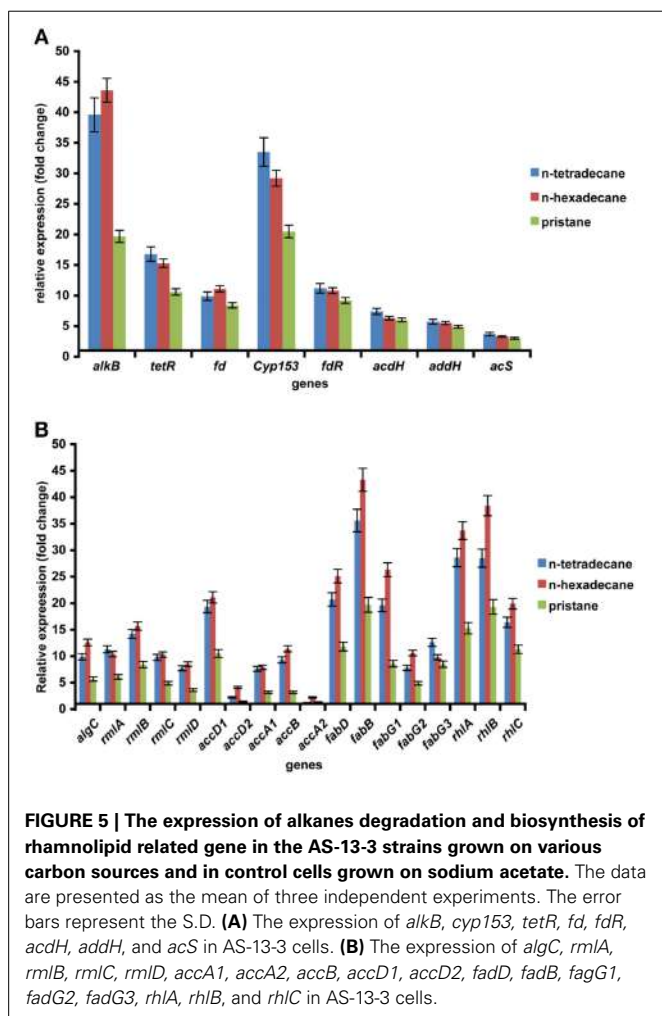 A
relative expression (fold change)
50
45
40
35
30
25
20
15
10
5
0
n-tetradecane
n-hexadecane
pristane
alkB tetR fd Cyp153 fdR acdH addH acS
genes
B
Relative expreession (fold change)
50
45
40
35
30
25
20
15
10
5
0
n-tetradecane
n-hexadecane
pristane
algC rmlA rmlB rmlC rmlD accD1 accD2 accA1 accB accA2 fabD fabB fabG1 fabG2 fabG3 rhlA rhlB rhlC
genes
FIGURE 5 | The expression of alkanes degradation and biosynthesis of
rhamnolipid related gene in the AS-13-3 strains grown on various
carbon sources and in control cells grown on sodium acetate. The data
are presented as the mean of three independent experiments. The error
bars represent the S.D. (A) The expression of alkB, cyp153, tetR, fd, fdR,
acdH, addH, and acS in AS-13-3 cells. (B) The expression of algC, rmlA,
rmlB, rmlC, rmlD, accA1, accA2, accB, accD1, accD2, fadD, fadB, fagG1,
fadG2, fadG3, rhlA, rhlB, and rhlC in AS-13-3 cells.